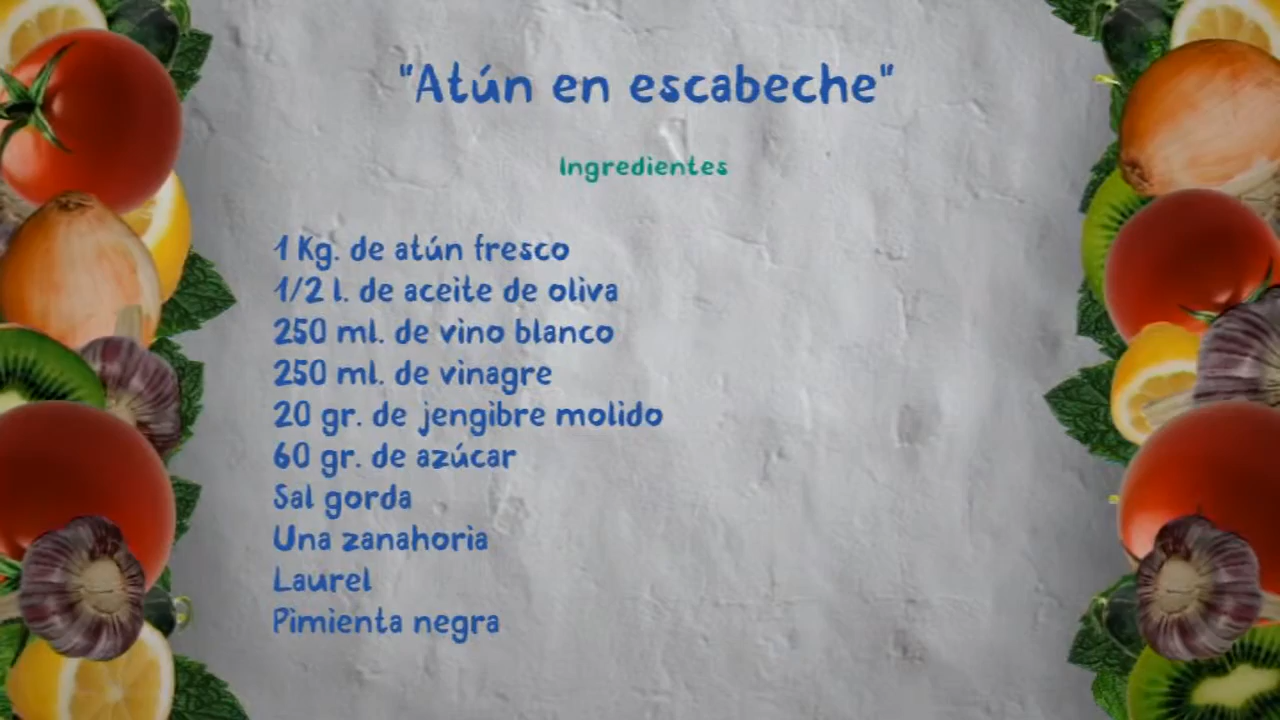 "Atún en escabeche"
Ingredientes
1 Kg. de atún fresco
1/2 l. de aceite de oliva
250 ml. de vino blanco
250 ml. de vinagre
20 gr. de jengibre molido
60 gr. de azúcar
Sal gorda
Una zanahoria
Laurel
Pimienta negra